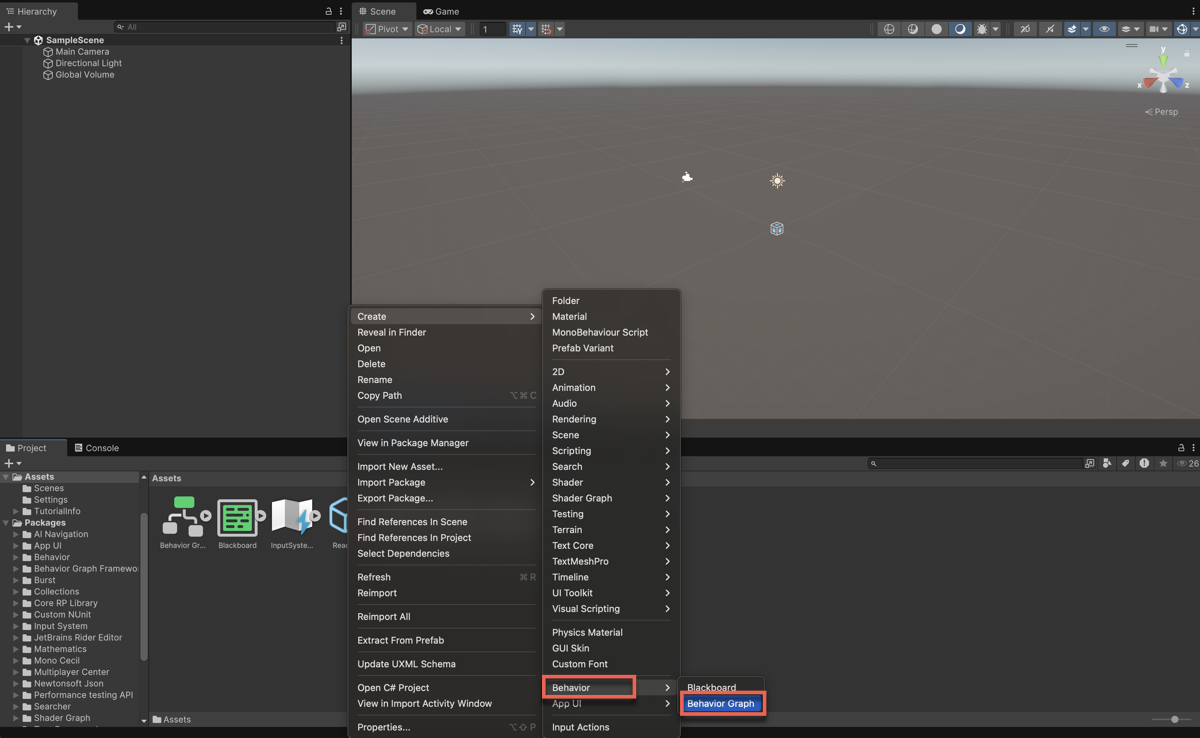 Hierarchy
All
SampleScene
Main Camera
Directional Light
Global Volume
Scene
Game
Pivot
Local
1
y
x
z
Persp
Create
Reveal in Finder
Open
Delete
Rename
Copy Path ⌥⌘C
Open Scene Additive
View in Package Manager
Import New Asset...
Import Package
Export Package...
Find References In Scene
Find References In Project
Select Dependencies
Refresh ⌘R
Reimport
Reimport All
Extract From Prefab
Update UXML Schema
Open C# Project
View in Import Activity Window
Properties... ⌥⇧P
Folder
Material
MonoBehaviour Script
Prefab Variant
2D
Animation
Audio
Rendering
Scene
Scripting
Search
Shader
Shader Graph
Testing
Terrain
Text Core
TextMeshPro
Timeline
UI Toolkit
Visual Scripting
Physics Material
GUI Skin
Custom Font
Behavior
App UI
Input Actions
Blackboard
Behavior Graph
Project
Console
26
Assets
Scenes
Settings
TutorialInfo
Packages
AI Navigation
App UI
Behavior
Behavior Graph Framewo
Burst
Collections
Core RP Library
Custom NUnit
Input System
JetBrains Rider Editor
Mathematics
Mono Cecil
Multiplayer Center
Newtonsoft Json
Performance testing API
Searcher
Shader Graph
Assets
Behavior Gr...
Blackboard
InputSyste...
Read
Assets